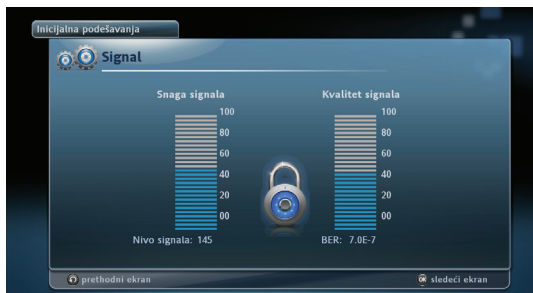 Inicijalna podešavanja
Signal
Snaga signala
100
80
60
40
20
00
Nivo signala: 145
Kvalitet signala
100
80
60
40
20
00
BER: 7.0E-7
prethodni ekran
OK sledeći ekran